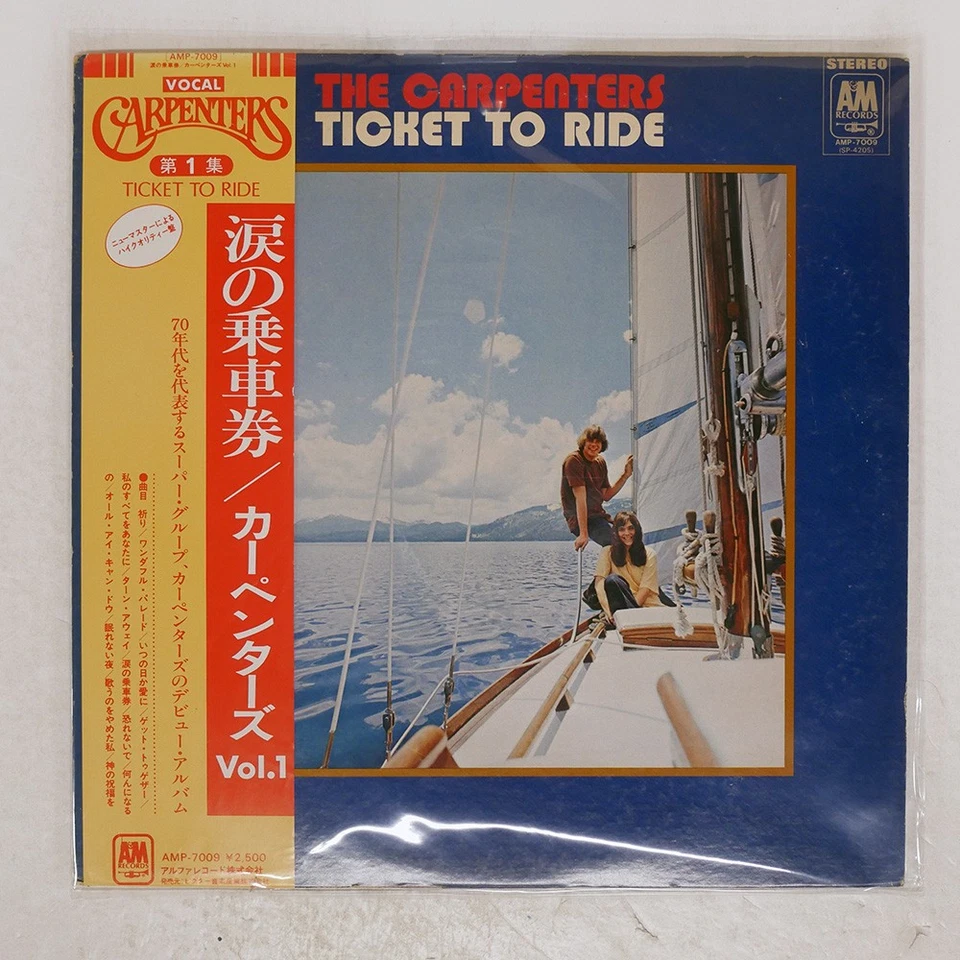 AMP-7009
涙の乗車券/カーペンターズVol.1
VOCAL
CARPENTERS
第1集
TICKET TO RIDE
ニューマスターによる
ハイクオリティー盤
涙の乗車券/カーペンターズ
Vol.1
70年代を代表するスーパー・グループ、カーペンターズのデビュー・アルバム
●曲目 祈り/ワンダフル・パレード/いつの日か愛に/ゲット・トゥゲザー/
私のすべてをあなたに/ターン・アウェイ/涙の乗車券/恐れないで/何んになる
の/オール・アイ・キャン・ドゥ/眠れない夜/歌うのをやめた私/神の祝福を
A&M
RECORDS
AMP-7009 ¥2,500
アルファレコード株式会社
THE CARPENTERS
TICKET TO RIDE
STEREO
A&M
RECORDS
®
AMP-7009
(SP-4205)